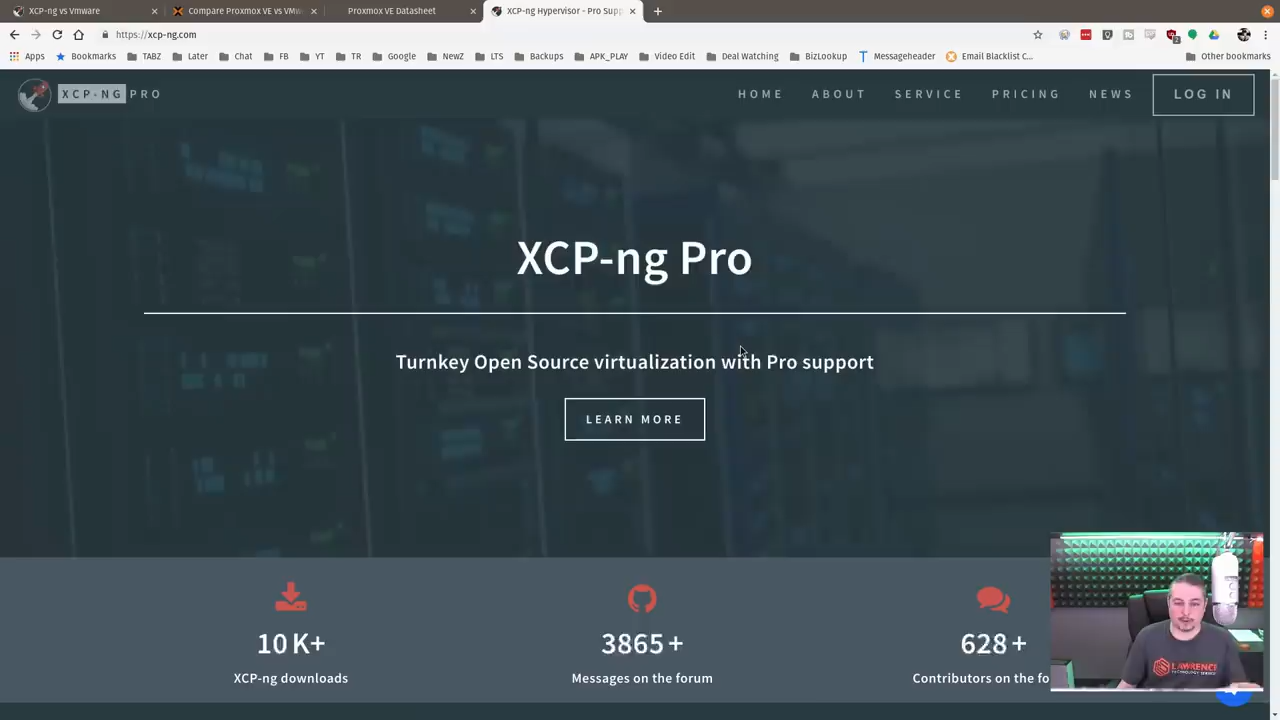 XCP-ng vs Vmware
Compare Proxmox VE vs VMw
Proxmox VE Datasheet
XCP-ng Hypervisor - Pro Supp
https://xcp-ng.com
Apps
Bookmarks
TABZ
Later
Chat
FB
YT
TR
Google
NewZ
LTS
Backups
APK_PLAY
Video Edit
Deal Watching
BizLookup
Messageheader
Email Blacklist C...
Other bookmarks
XCP-NG PRO
HOME
ABOUT
SERVICE
PRICING
NEWS
LOG IN
XCP-ng Pro
Turnkey Open Source virtualization with Pro support
LEARN MORE
10 K+
XCP-ng downloads
3865 +
Messages on the forum
628 +
Contributors on the fo
LAWRENCE